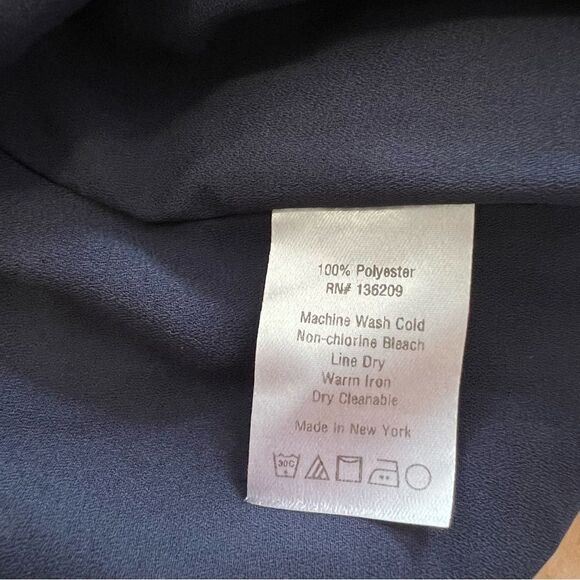 100% Polyester
RN# 136209
Machine Wash Cold
Non-chlorine Bleach
Line Dry
Warm Iron
Dry Cleanable
Made In New York
30C